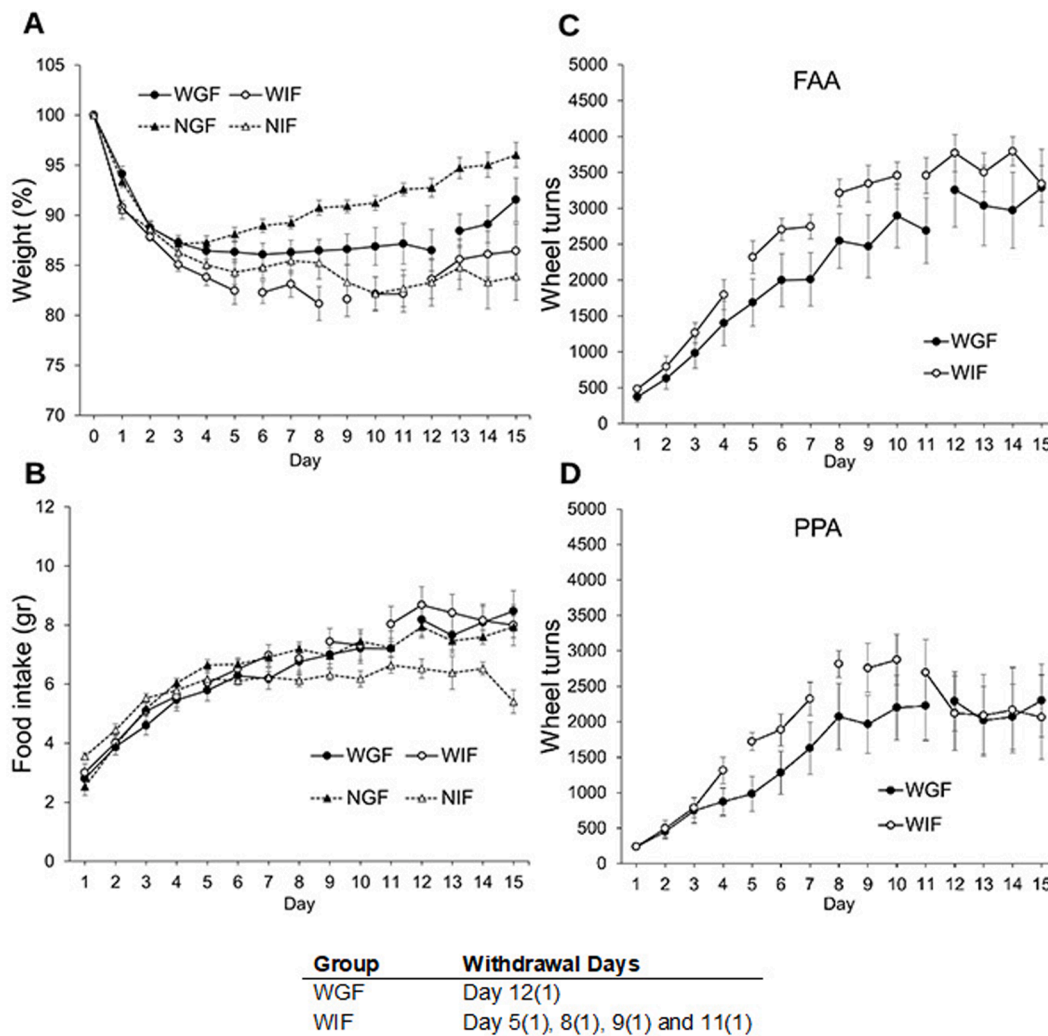 A
Weight (%)
105
100
95
90
85
80
75
70
WGF WIF
NGF NIF
0 1 2 3 4 5 6 7 8 9 10 11 12 13 14 15
Day
B
Food intake (gr)
12
10
8
6
4
2
0
WGF WIF
NGF NIF
1 2 3 4 5 6 7 8 9 10 11 12 13 14 15
Day
C
FAA
Wheel turns
5000
4500
4000
3500
3000
2500
2000
1500
1000
500
0
WGF
WIF
1 2 3 4 5 6 7 8 9 10 11 12 13 14 15
Day
D
PPA
Wheel turns
5000
4500
4000
3500
3000
2500
2000
1500
1000
500
0
WGF
WIF
1 2 3 4 5 6 7 8 9 10 11 12 13 14 15
Day
Group Withdrawal Days
WGF Day 12(1)
WIF Day 5(1), 8(1), 9(1) and 11(1)